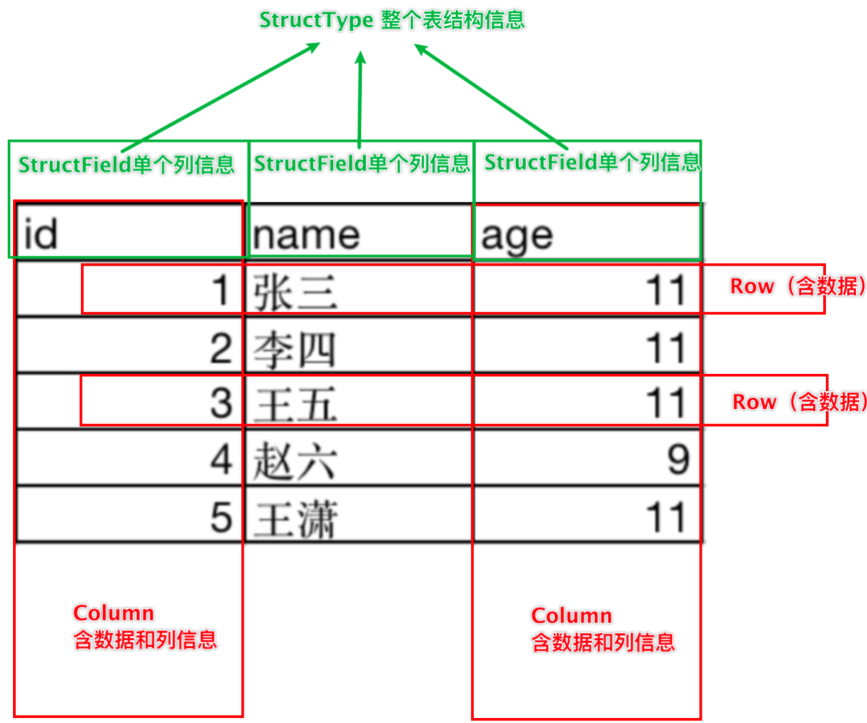 StructType 整个表结构信息
StructField单个列信息 StructField单个列信息 StructField单个列信息
id name age
1 张三 11 Row（含数据）
2 李四 11
3 王五 11 Row（含数据）
4 赵六 9
5 王潇 11
Column Column
含数据和列信息 含数据和列信息